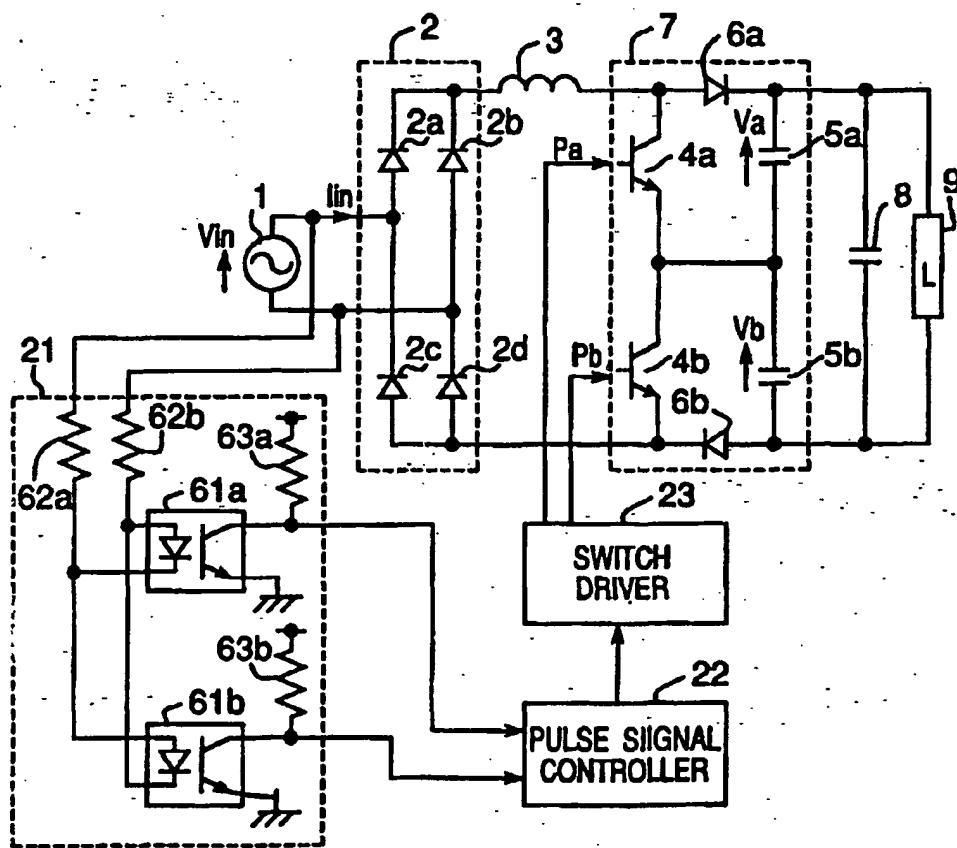 2
3
7
6a
2a
2b
Va
5a
Pa
4a
9
1
Iin
8
Vin
L
Vb
2c
2d
Pb
4b
5b
21
6b
62b
63a
62a
61a
23
SWITCH
DRIVER
63b
22
61b
PULSE SIIGNAL
CONTROLLER